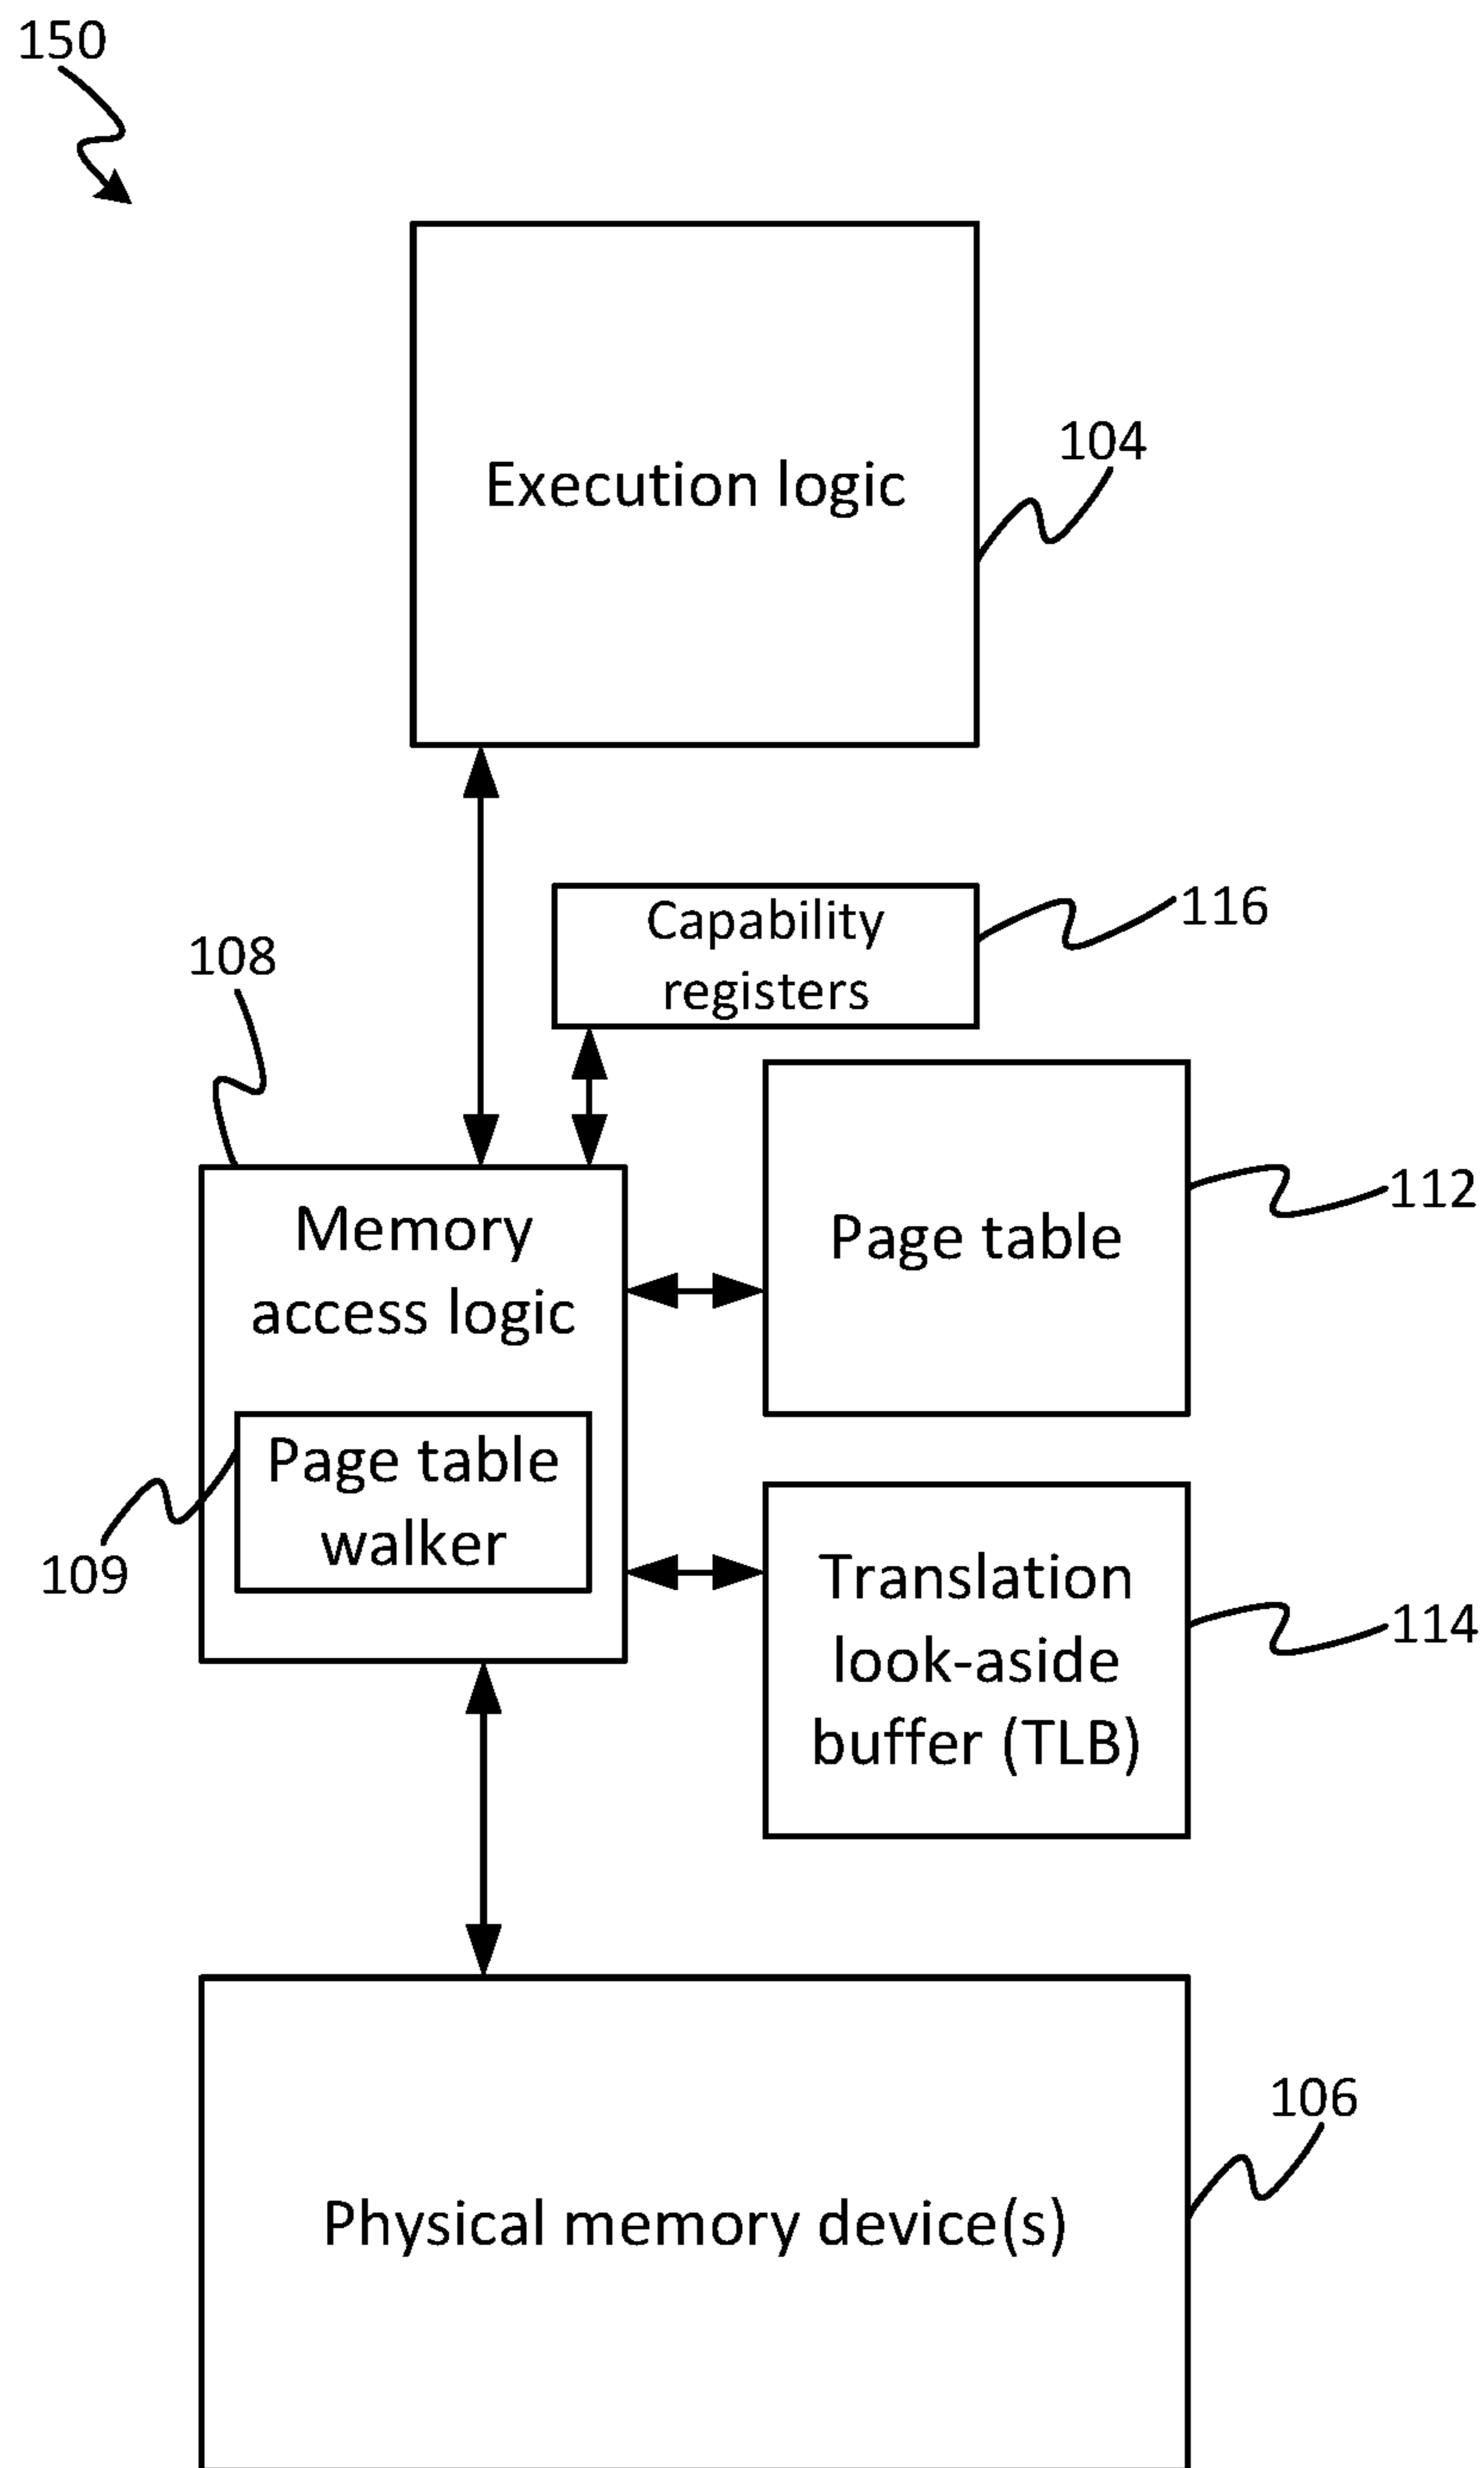 150
Execution logic
104
Capability
registers
116
108
Memory
access logic
Page table
112
Page table
walker
109
Translation
look-aside
buffer (TLB)
114
106
Physical memory device(s)